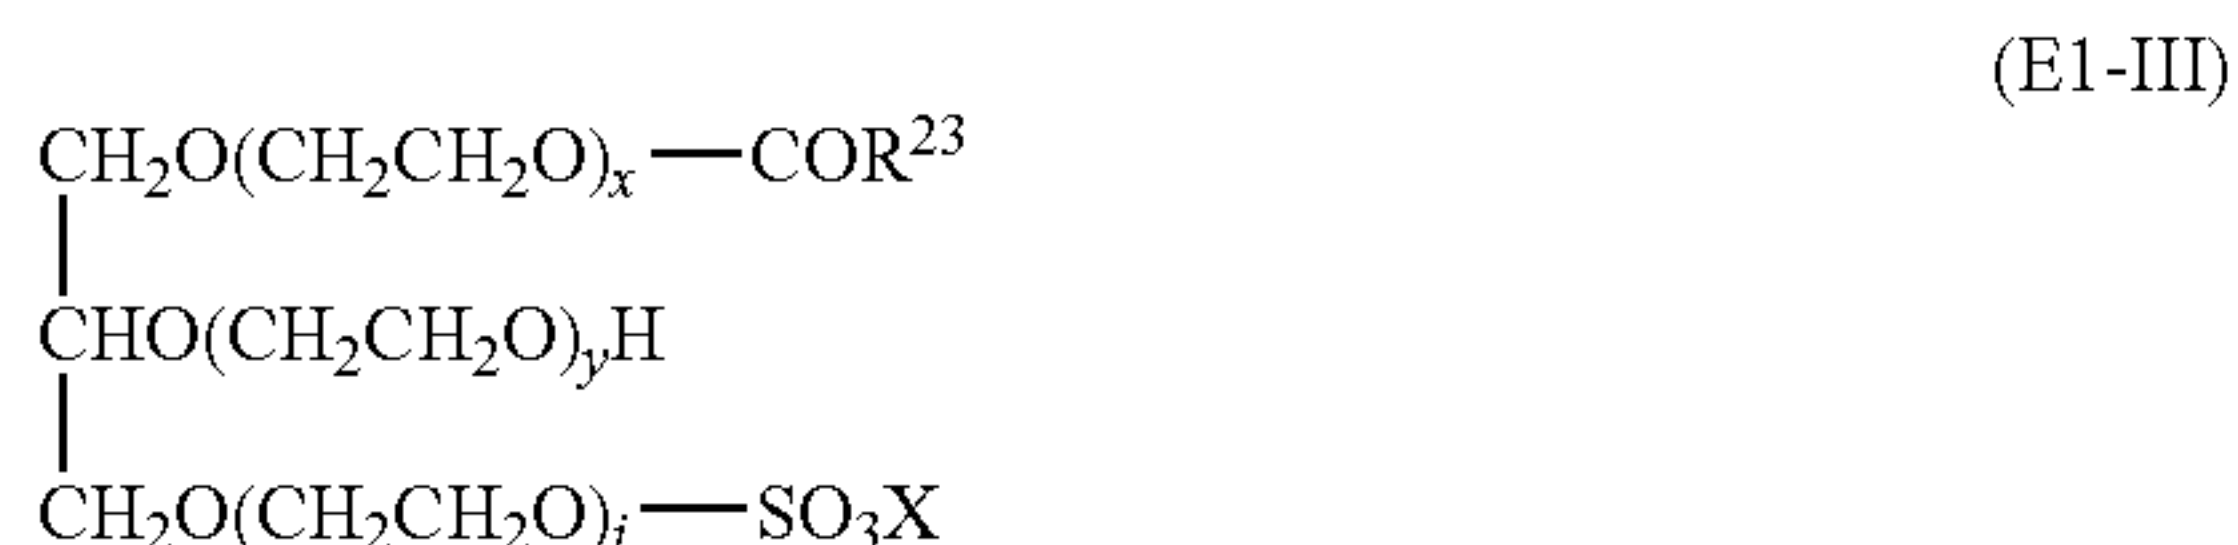 (E1-III)
CH₂O(CH₂CH₂O)ₓ—COR²³
CHO(CH₂CH₂O)yH
CH₂O(CH₂CH₂O)ᵢ—SO₃X